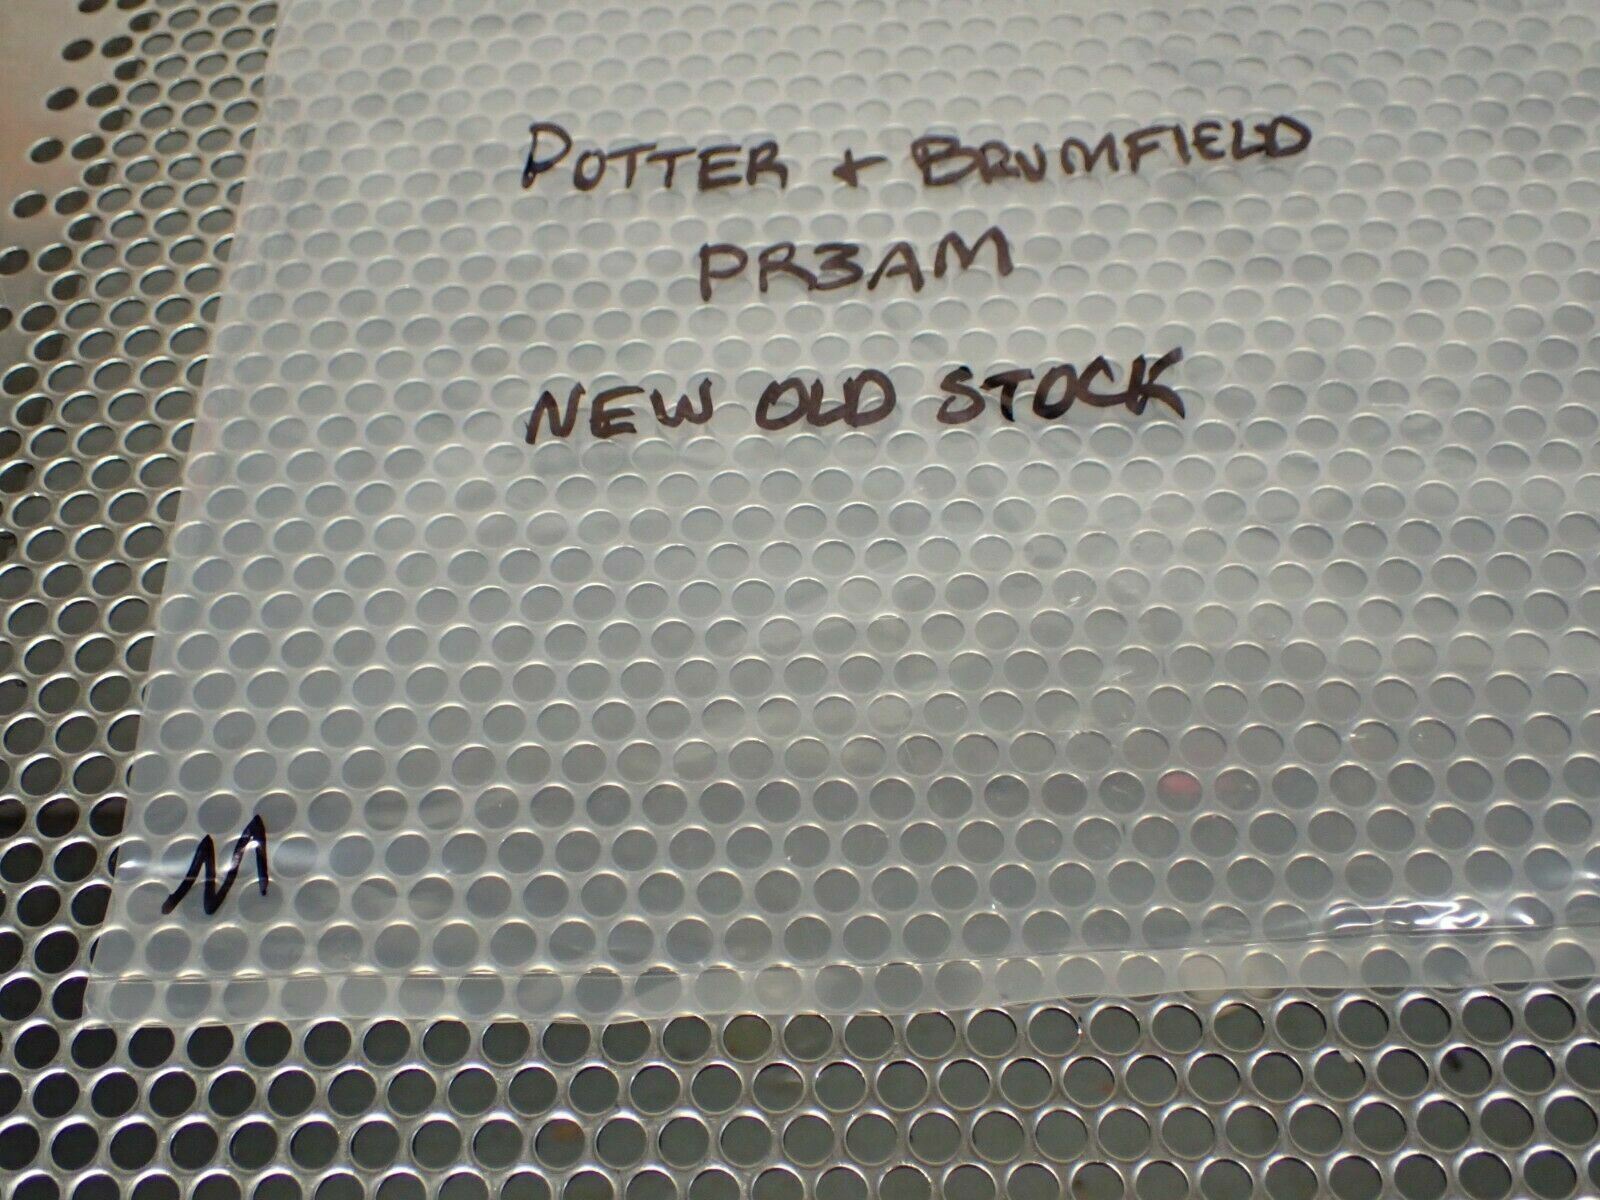 POTTER + BRUMFIELD
PR3AM
NEW OLD STOCK
M